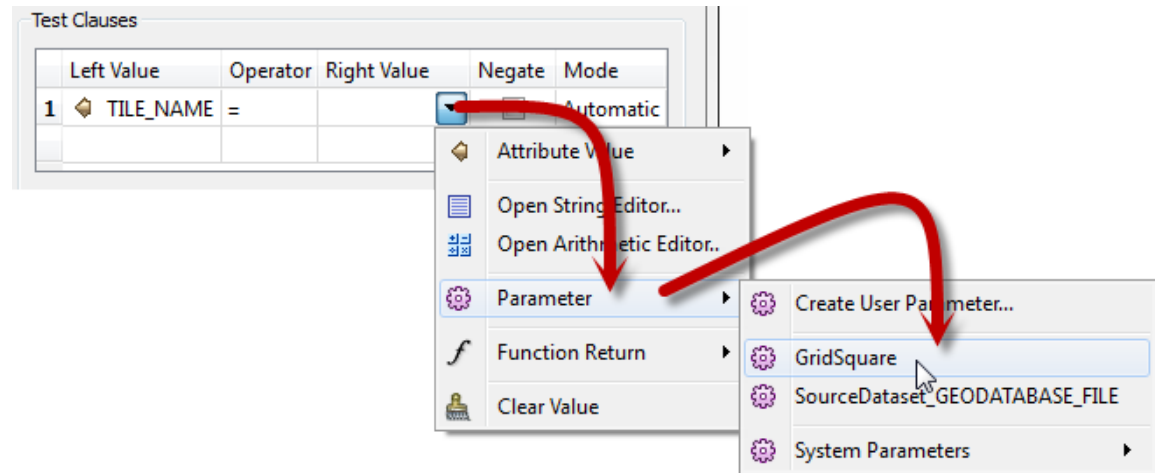 Test Clauses
Left Value Operator Right Value Negate Mode
1 TILE_NAME = Automatic
Attribute Value
Open String Editor...
Open Arithmetic Editor..
Parameter
Create User Parameter...
Function Return
GridSquare
SourceDataset_GEODATABASE_FILE
Clear Value
System Parameters